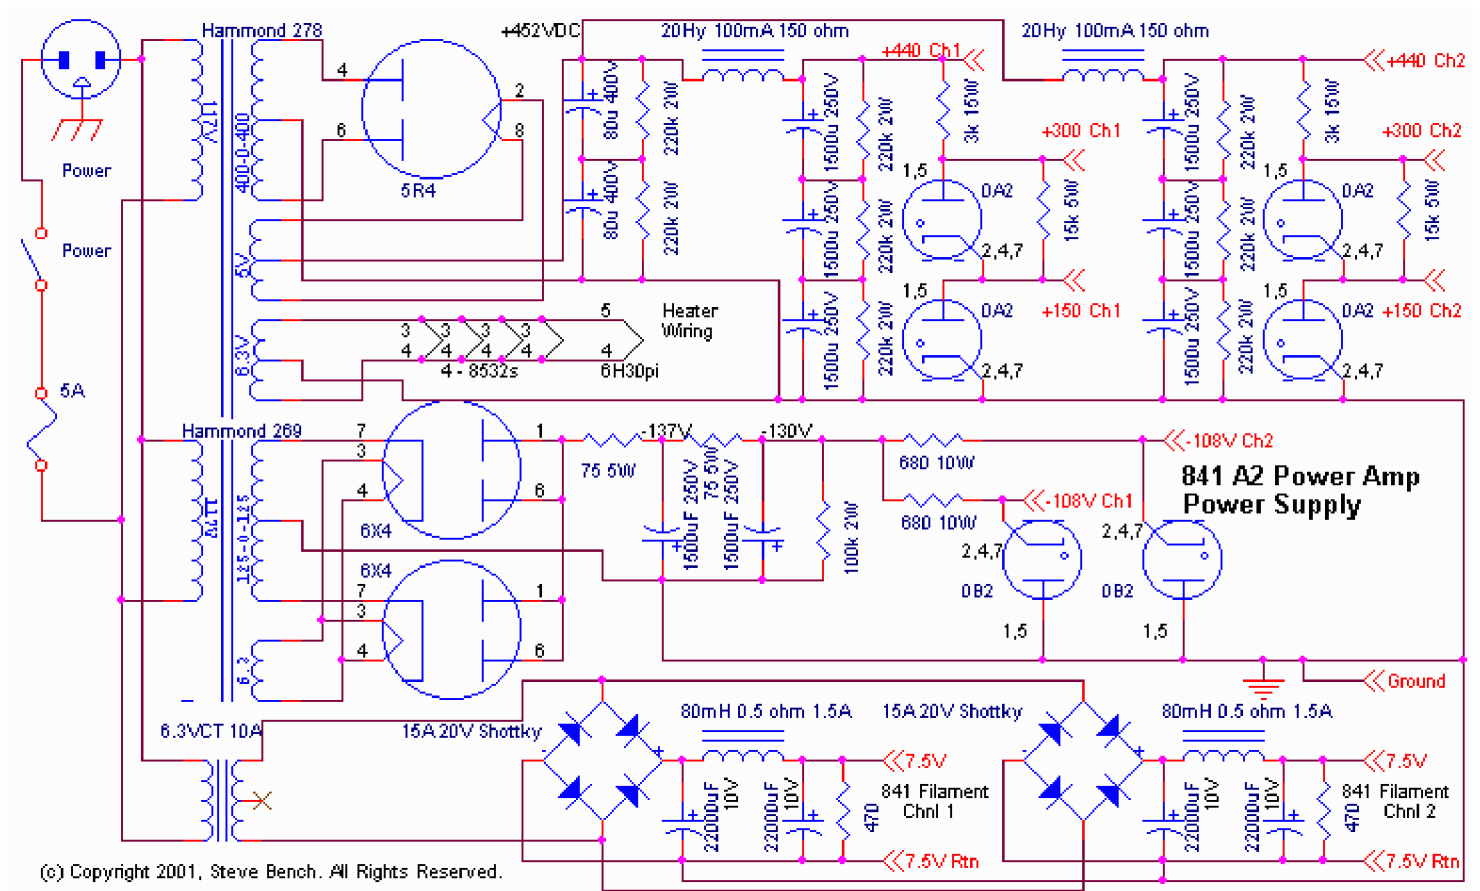 Hammond 278
+452VDC
20Hy 100mA 150 ohm
20Hy 100mA 150 ohm
+440 Ch1
+440 Ch2
4
2
6
8
5R4
117V
400-0-400
80u 400V
220k 2W
80u 400V
220k 2W
1500u 250V
220k 2W
1500u 250V
220k 2W
1500u 250V
220k 2W
3k 15W
+300 Ch1
1,5
0A2
15k 5W
2,4,7
1,5
0A2
+150 Ch1
2,4,7
1500u 250V
220k 2W
1500u 250V
220k 2W
1500u 250V
220k 2W
3k 15W
+300 Ch2
1,5
0A2
15k 5W
2,4,7
1,5
0A2
+150 Ch2
2,4,7
Power
Power
5A
5V
6.3V
3
3
3
3
5
4
4
4
4
4
4 - 8532s
6H30pi
Heater
Wiring
Hammond 269
117V
125-0-125
6.3
7
3
4
1
6
6X4
6X4
7
3
4
1
6
75 5W
-137V
75 5W
-130V
1500uF 250V
1500uF 250V
100k 2W
680 10W
680 10W
-108V Ch2
-108V Ch1
2,4,7
0B2
1,5
2,4,7
0B2
1,5
841 A2 Power Amp
Power Supply
Ground
6.3VCT 10A
15A 20V Shottky
-
+
80mH 0.5 ohm 1.5A
22000uF
10V
22000uF
10V
470
7.5V
841 Filament
Chnl 1
7.5V Rtn
15A 20V Shottky
-
+
80mH 0.5 ohm 1.5A
22000uF
10V
22000uF
10V
470
7.5V
841 Filament
Chnl 2
7.5V Rtn
(c) Copyright 2001, Steve Bench. All Rights Reserved.